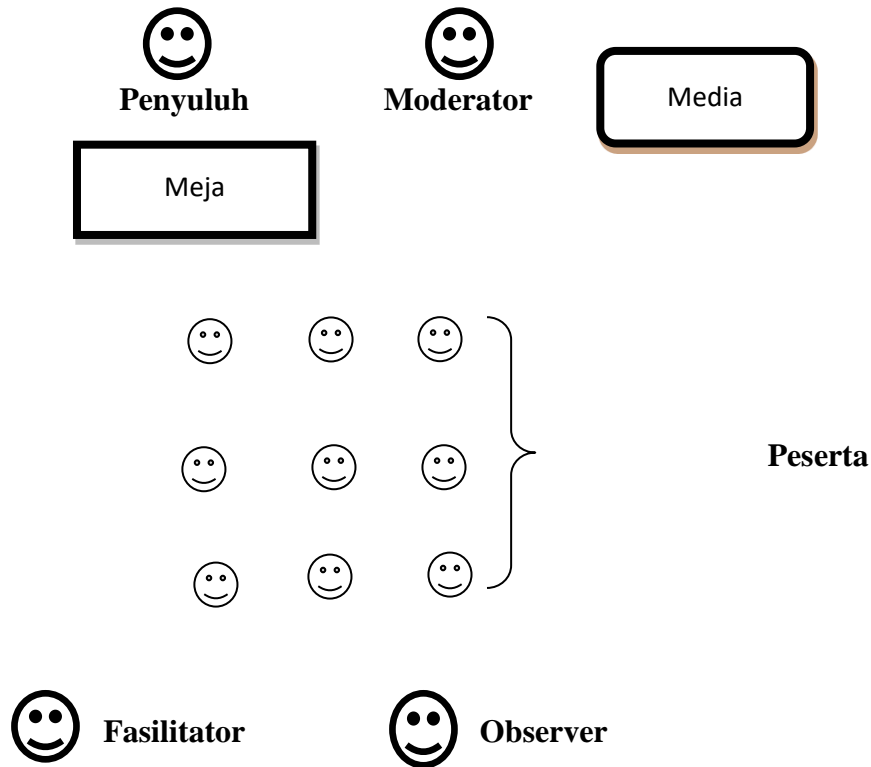 Penyuluh
Moderator
Media
Meja
Peserta
Fasilitator
Observer